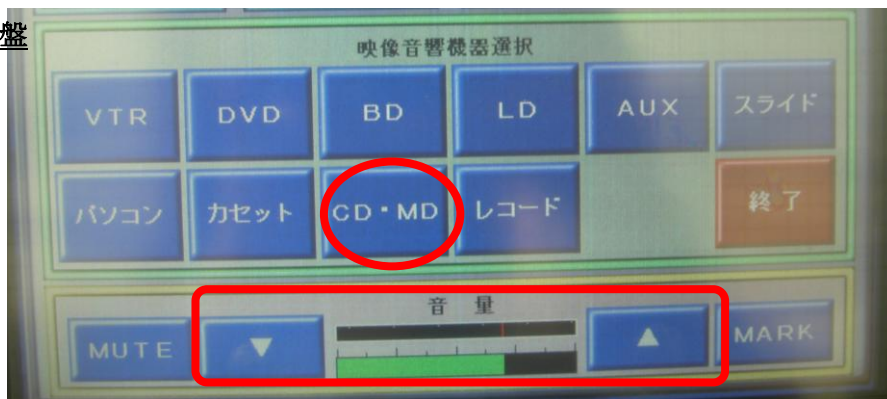 盤
映像音響機器選択
VTR DVD BD LD AUX スライド
パソコン カセット CD・MD レコード 終了
音 量
MUTE ▼ ▲ MARK